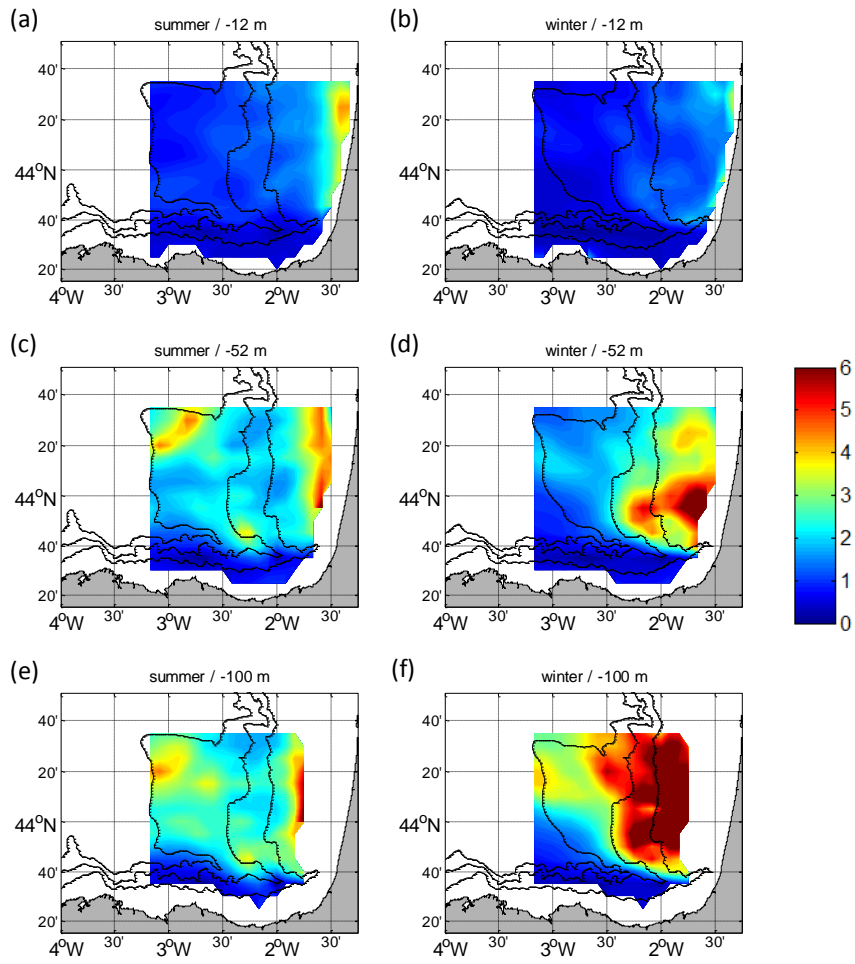 (a)
summer / -12 m
40'
20'
44°N
40'
20'
4°W
30'
3°W
30'
2°W
30'
(b)
winter / -12 m
40'
20'
44°N
40'
20'
4°W
30'
3°W
30'
2°W
30'
(c)
summer / -52 m
40'
20'
44°N
40'
20'
4°W
30'
3°W
30'
2°W
30'
(d)
winter / -52 m
40'
20'
44°N
40'
20'
4°W
30'
3°W
30'
2°W
30'
6
5
4
3
2
1
0
(e)
summer / -100 m
40'
20'
44°N
40'
20'
4°W
30'
3°W
30'
2°W
30'
(f)
winter / -100 m
40'
20'
44°N
40'
20'
4°W
30'
3°W
30'
2°W
30'